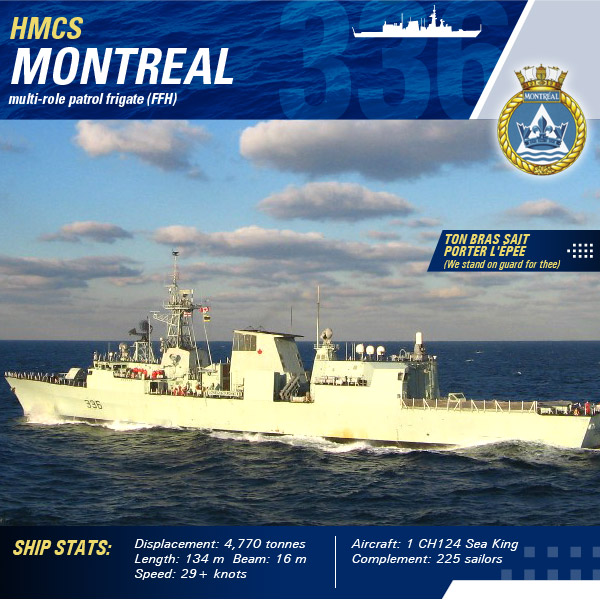 HMCS
MONTREAL
multi-role patrol frigate (FFH)
336
MONTREAL
TON BRAS SAIT
PORTER L'EPEE
(We stand on guard for thee)
336
SHIP STATS:
Displacement: 4,770 tonnes
Length: 134 m Beam: 16 m
Speed: 29+ knots
Aircraft: 1 CH124 Sea King
Complement: 225 sailors